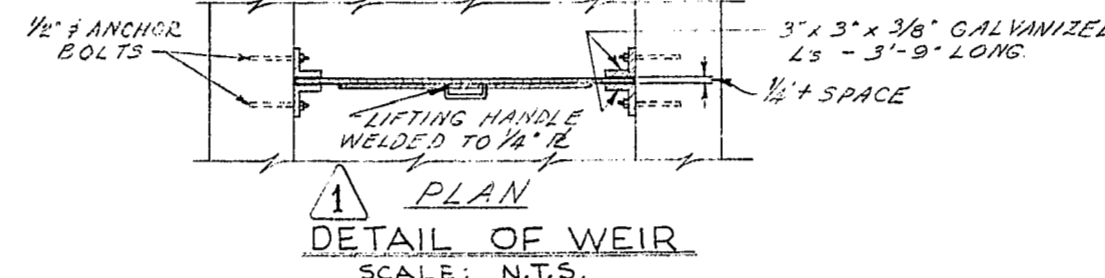 1/2" ϕ ANCHOR
BOLTS
3" x 3" x 3/8" GALVANIZED
L's - 3'-9" LONG.
1/4"+ SPACE
LIFTING HANDLE
WELDED TO 1/4" PL
1
PLAN
DETAIL OF WEIR
SCALE: N.T.S.